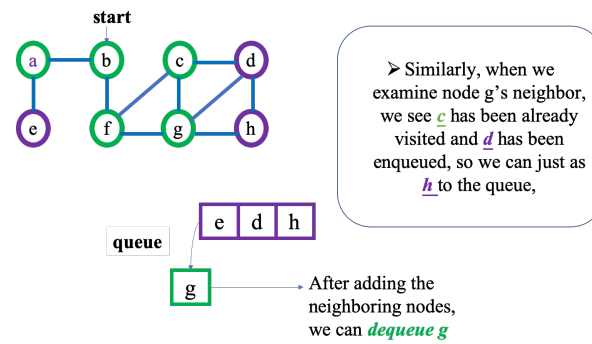 start
a
b
c
d
e
f
g
h
➢ Similarly, when we
examine node g's neighbor,
we see c has been already
visited and d has been
enqueued, so we can just as
h to the queue,
e d h
queue
g
After adding the
neighboring nodes,
we can dequeue g